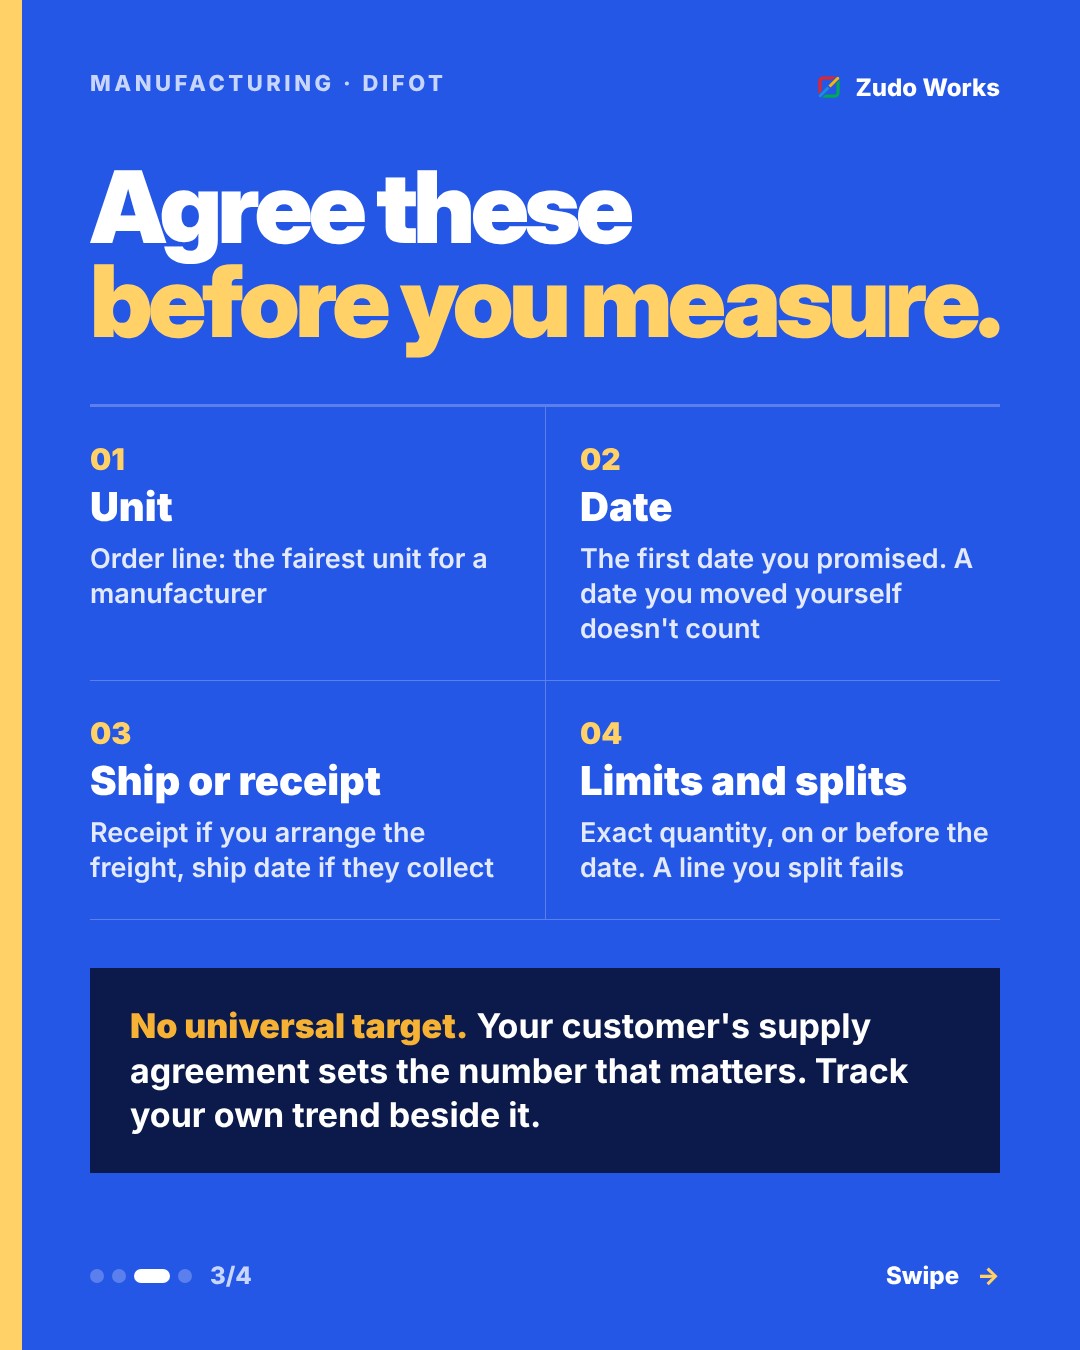 MANUFACTURING · DIFOT
Zudo Works
Agree these
before you measure.
01
Unit
Order line: the fairest unit for a
manufacturer
02
Date
The first date you promised. A
date you moved yourself
doesn't count
03
Ship or receipt
Receipt if you arrange the
freight, ship date if they collect
04
Limits and splits
Exact quantity, on or before the
date. A line you split fails
No universal target. Your customer's supply
agreement sets the number that matters. Track
your own trend beside it.
3/4
Swipe →